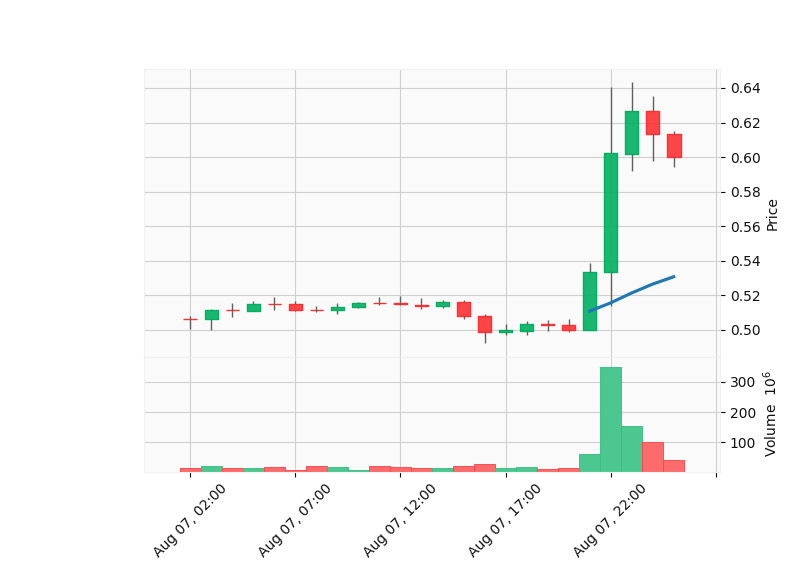 0.64
0.62
0.60
0.58
0.56
0.54
0.52
0.50
Price
300
200
100
Volume 10^6
Aug 07, 02:00
Aug 07, 07:00
Aug 07, 12:00
Aug 07, 17:00
Aug 07, 22:00